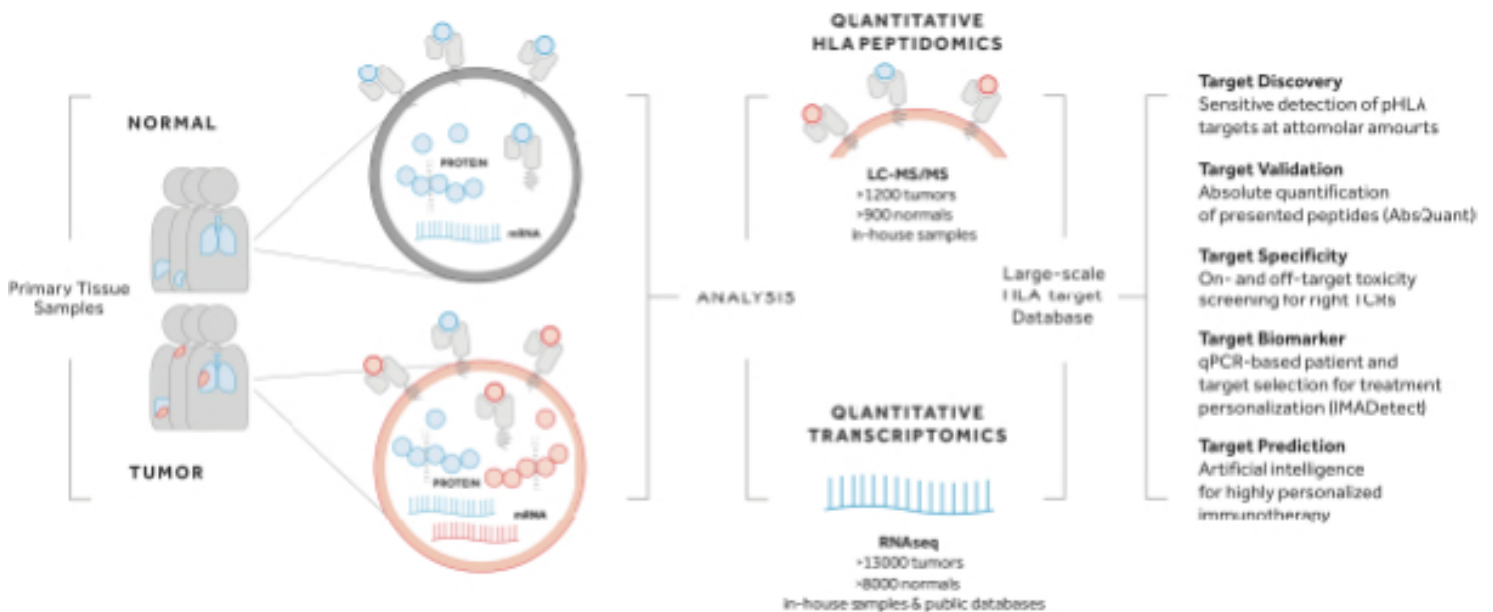 NORMAL
Primary Tissue
Samples
TUMOR
PROTEIN
mRNA
PROTEIN
mRNA
ANALYSIS
QUANTITATIVE
HLA PEPTIDOMICS
LC-MS/MS
>1200 tumors
>900 normals
in-house samples
QUANTITATIVE
TRANSCRIPTOMICS
RNAseq
>13000 tumors
>8000 normals
in-house samples & public databases
Large-scale
HLA target
Database
Target Discovery
Sensitive detection of pHLA
targets at attomolar amounts
Target Validation
Absolute quantification
of presented peptides (AbsQuant)
Target Specificity
On- and off-target toxicity
screening for right TCRs
Target Biomarker
qPCR-based patient and
target selection for treatment
personalization (IMADetect)
Target Prediction
Artificial intelligence
for highly personalized
immunotherapy